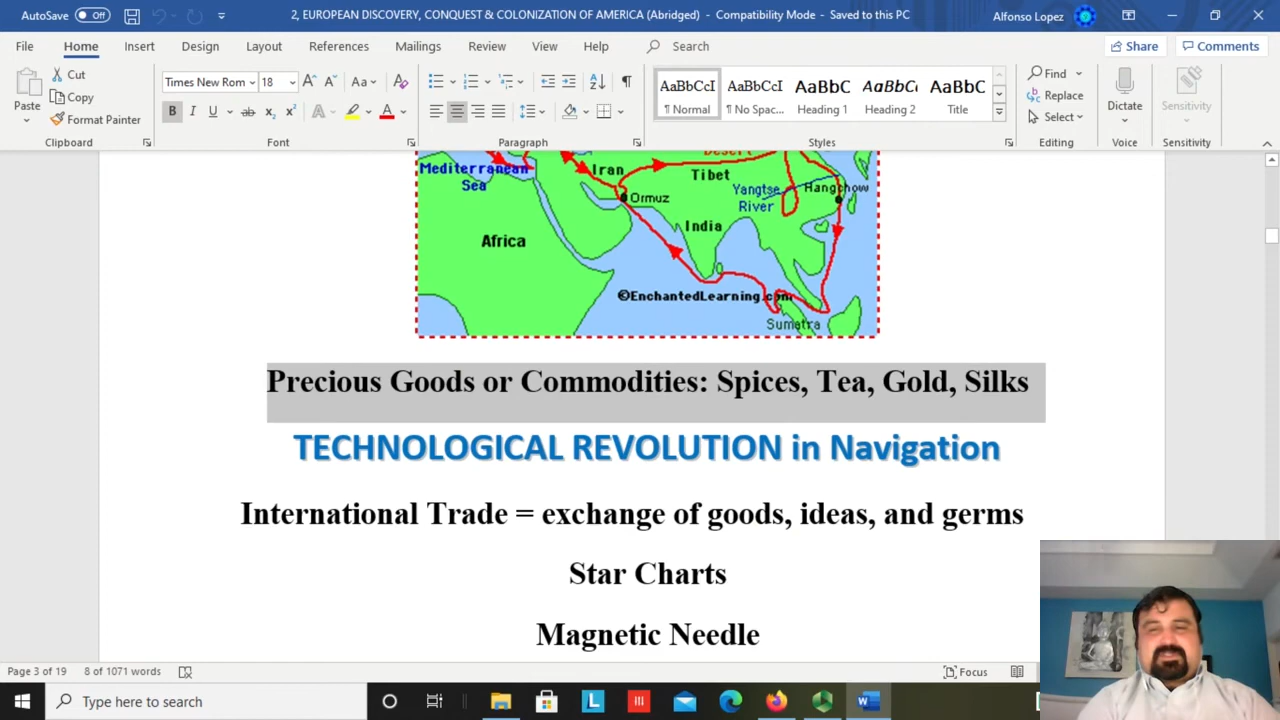 AutoSave Off 2, EUROPEAN DISCOVERY, CONQUEST & COLONIZATION OF AMERICA (Abridged) - Compatibility Mode - Saved to this PC Alfonso Lopez
File Home Insert Design Layout References Mailings Review View Help Search Share Comments
Paste Cut Copy Format Painter
Times New Rom 18 Aa
B I U ab x₂ x² A A
AaBbCcI AaBbCcI AaBbC AaBbCc AaBbC
¶ Normal ¶ No Spac... Heading 1 Heading 2 Title
Find Replace Select
Dictate Sensitivity
Clipboard Font Paragraph Styles Editing Voice Sensitivity
Desert
Mediterranean
Sea
Iran
Tibet
Yangtse
River
Hangchow
Ormuz
India
Africa
©EnchantedLearning.com
Sumatra
Precious Goods or Commodities: Spices, Tea, Gold, Silks
TECHNOLOGICAL REVOLUTION in Navigation
International Trade = exchange of goods, ideas, and germs
Star Charts
Magnetic Needle
Page 3 of 19 8 of 1071 words Focus
Type here to search